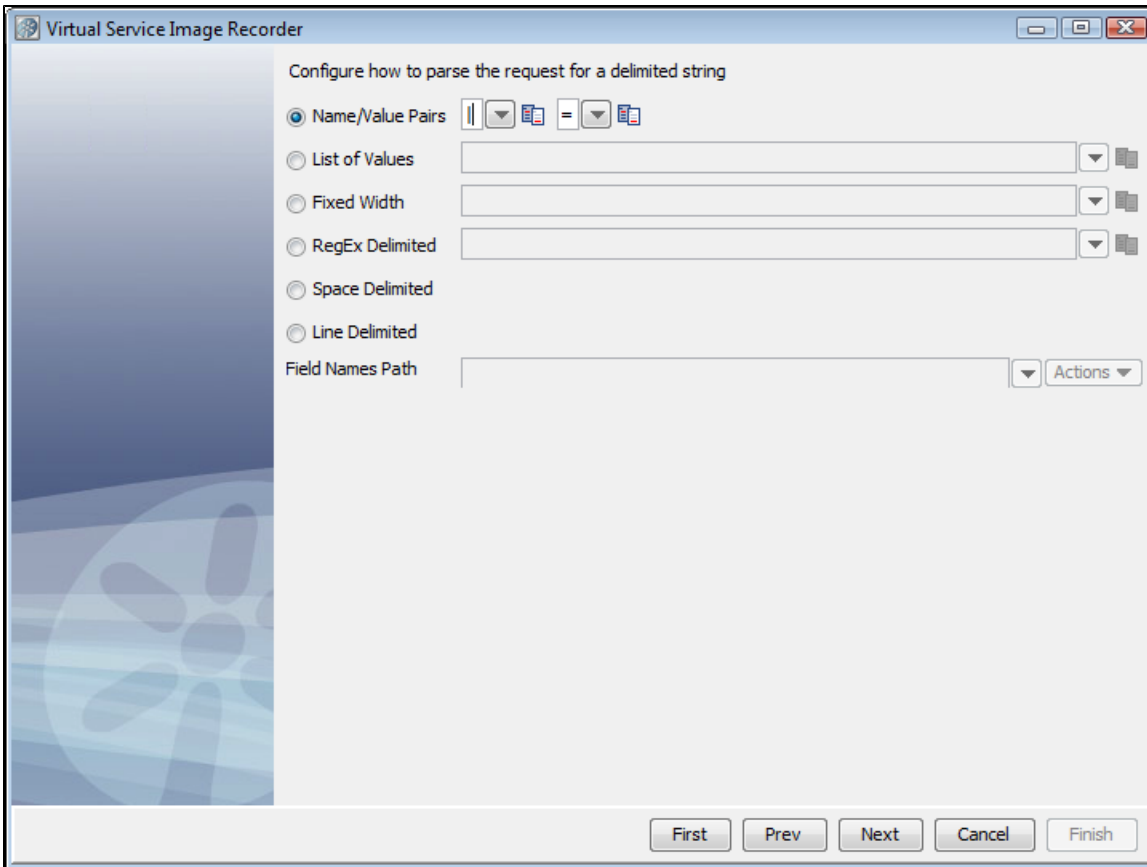 Virtual Service Image Recorder
Configure how to parse the request for a delimited string
Name/Value Pairs | =
List of Values
Fixed Width
RegEx Delimited
Space Delimited
Line Delimited
Field Names Path Actions
First Prev Next Cancel Finish